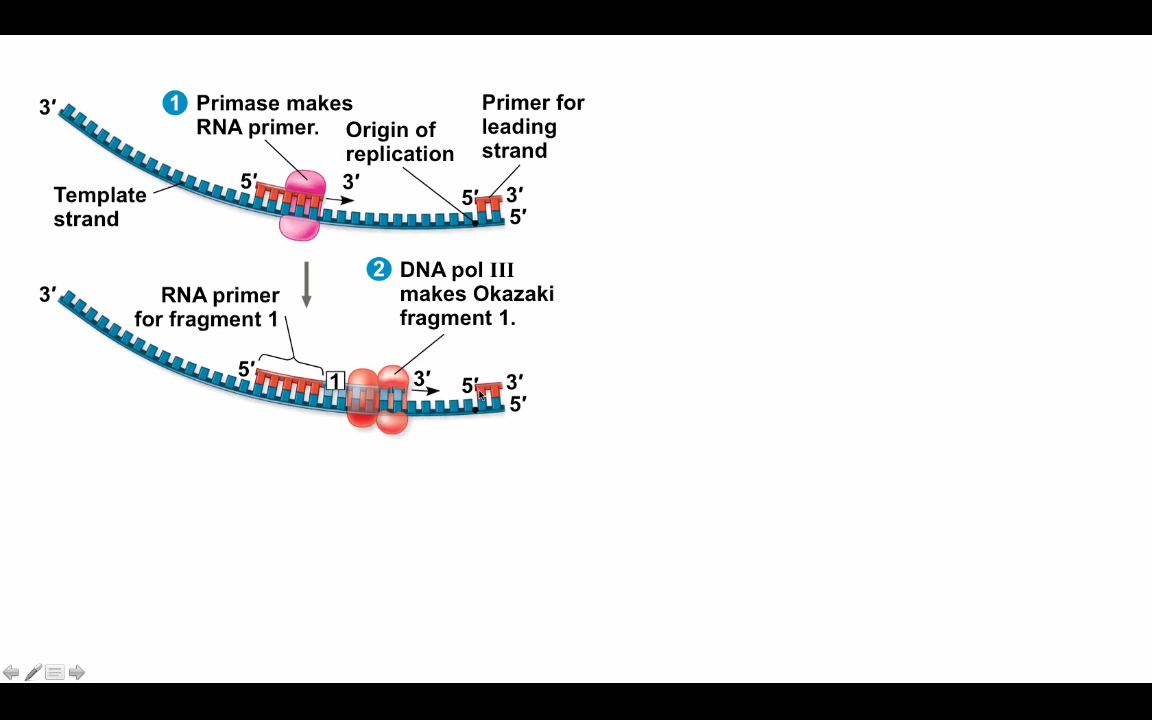 3′
1 Primase makes
RNA primer.
Origin of
replication
Primer for
leading
strand
Template
strand
5′
3′
5′
3′
5′
3′
RNA primer
for fragment 1
2 DNA pol III
makes Okazaki
fragment 1.
5′
1
3′
5′
3′
5′